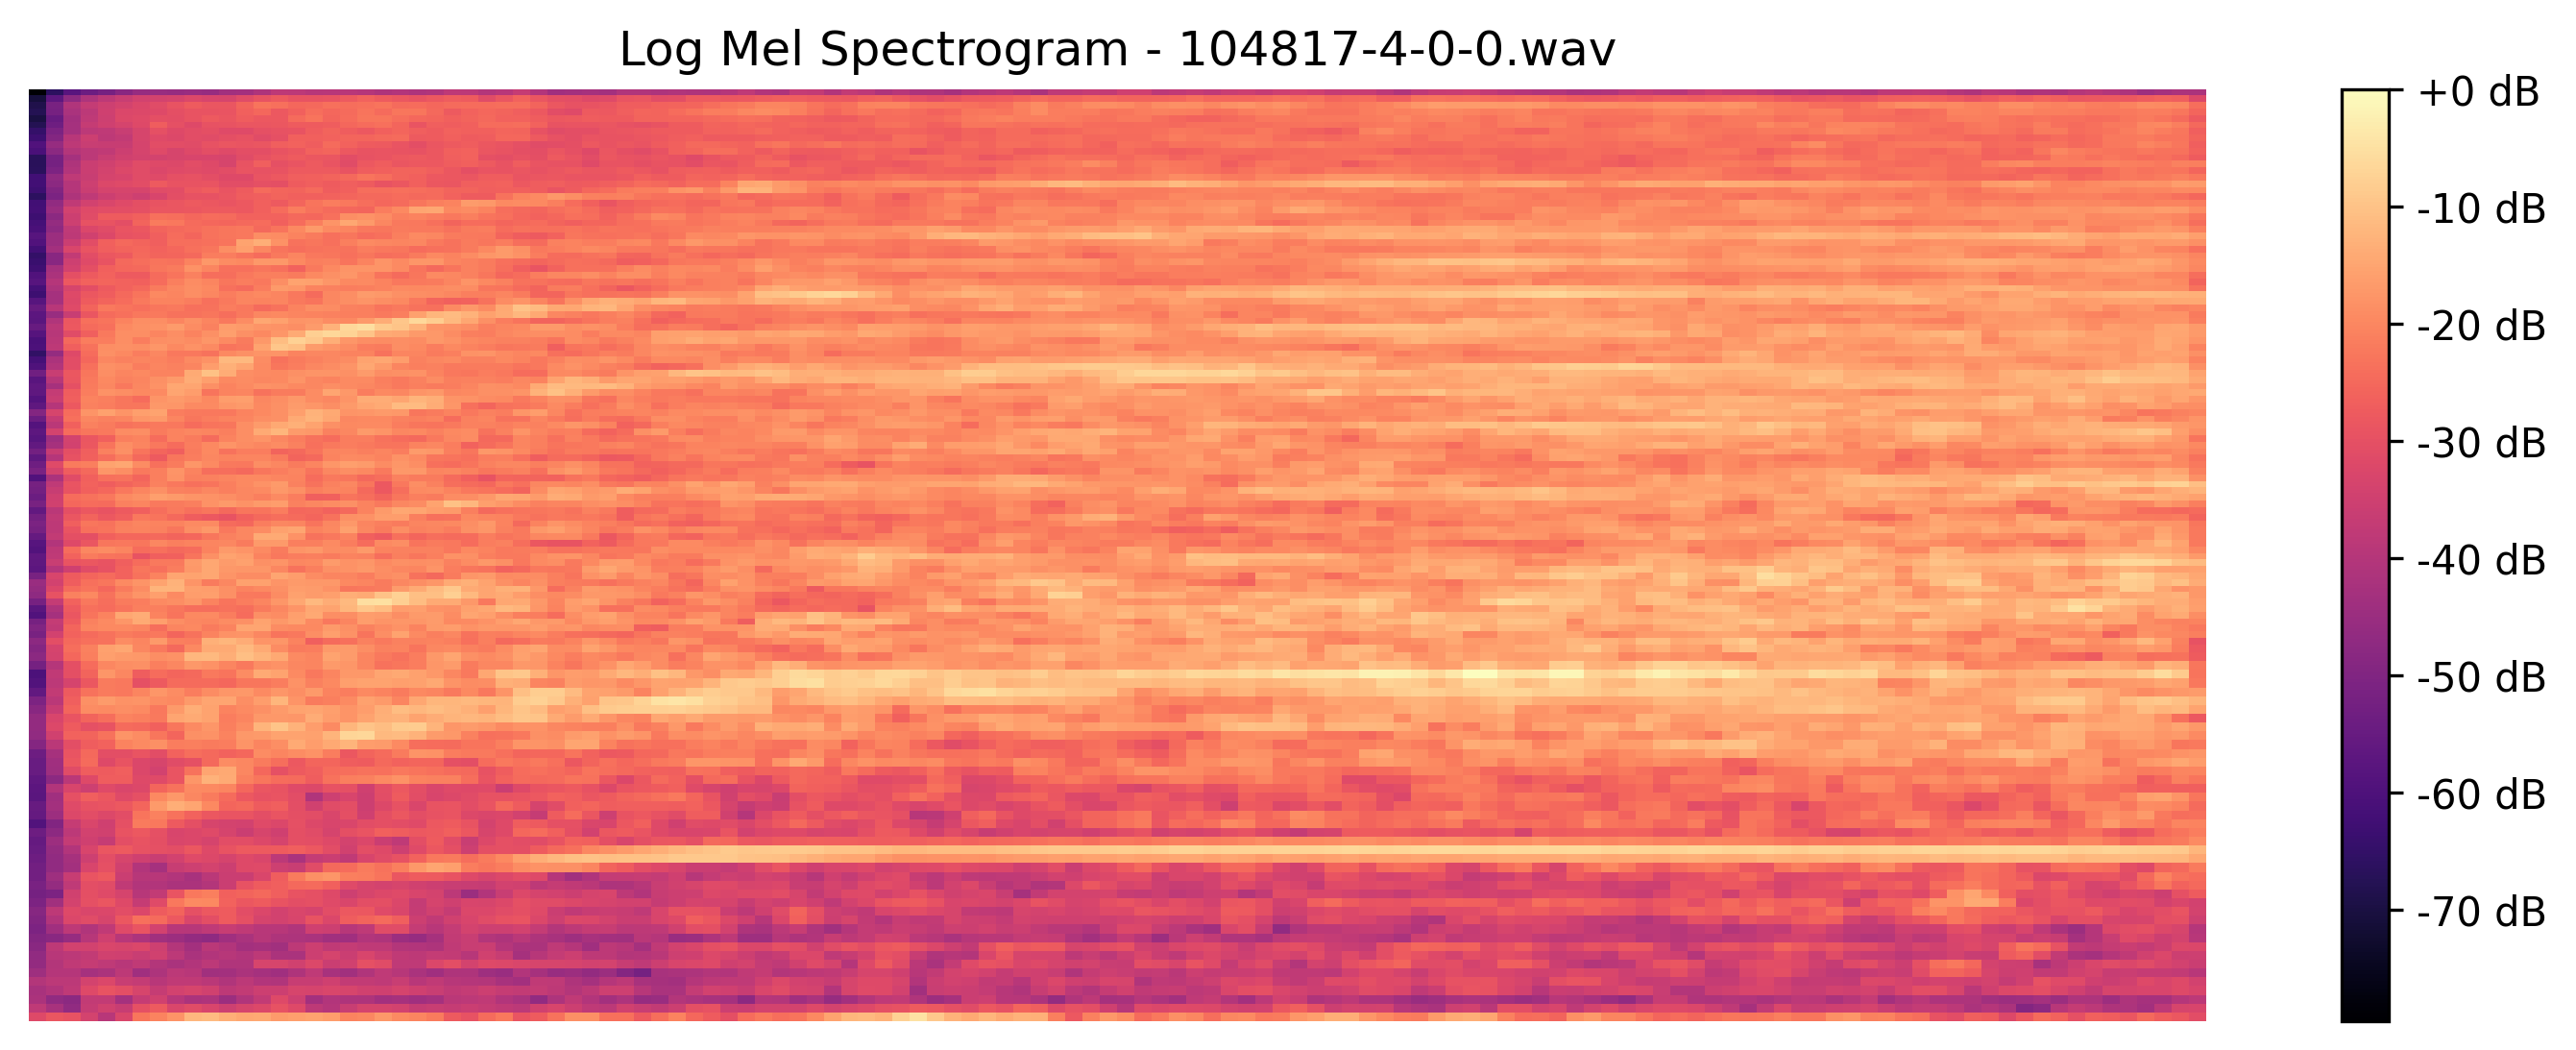 Log Mel Spectrogram - 104817-4-0-0.wav
+0 dB
-10 dB
-20 dB
-30 dB
-40 dB
-50 dB
-60 dB
-70 dB